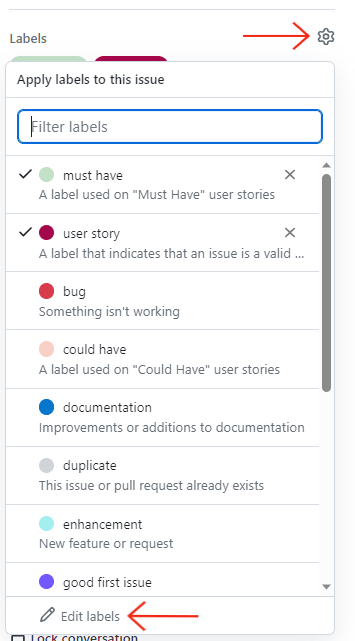 Labels
Apply labels to this issue
Filter labels
must have
A label used on "Must Have" user stories
user story
A label that indicates that an issue is a valid ...
bug
Something isn't working
could have
A label used on "Could Have" user stories
documentation
Improvements or additions to documentation
duplicate
This issue or pull request already exists
enhancement
New feature or request
good first issue
Edit labels
Lock conversation